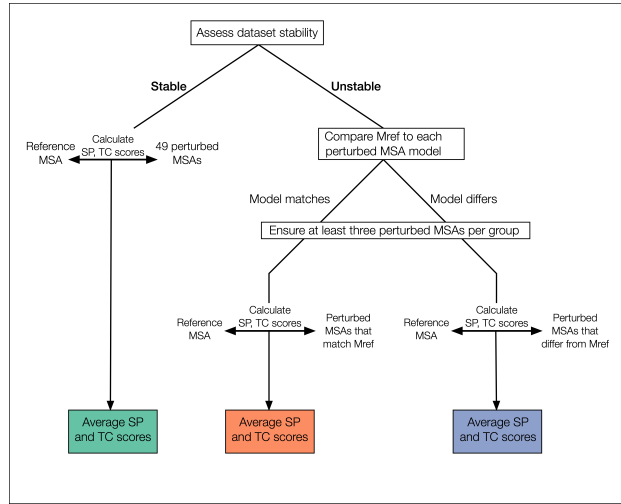 Assess dataset stability
Stable
Unstable
Calculate
SP, TC scores
Reference
MSA
49 perturbed
MSAs
Compare Mref to each
perturbed MSA model
Model matches
Model differs
Ensure at least three perturbed MSAs per group
Calculate
SP, TC scores
Reference
MSA
Perturbed
MSAs that
match Mref
Calculate
SP, TC scores
Reference
MSA
Perturbed
MSAs that
differ from Mref
Average SP
and TC scores
Average SP
and TC scores
Average SP
and TC scores